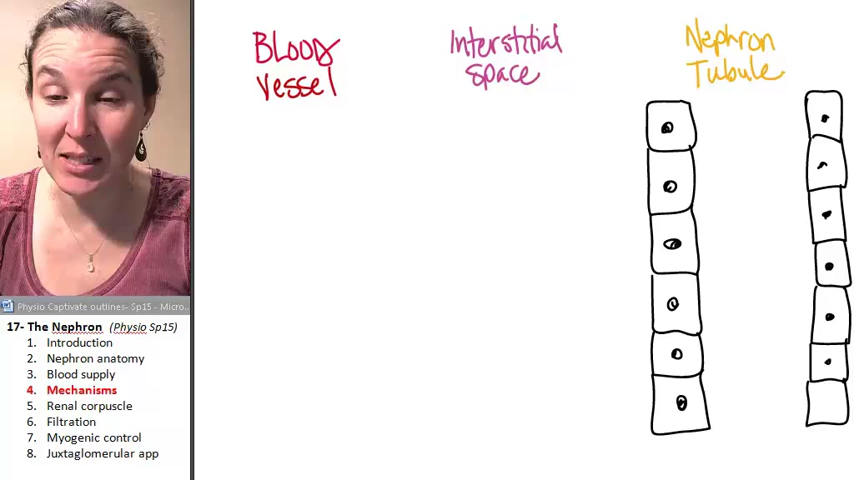 Blood
Vessel
Interstitial
space
Nephron
Tubule
Physio Captivate outlines- Sp15 - Micro...
17- The Nephron (Physio Sp15)
1. Introduction
2. Nephron anatomy
3. Blood supply
4. Mechanisms
5. Renal corpuscle
6. Filtration
7. Myogenic control
8. Juxtaglomerular app